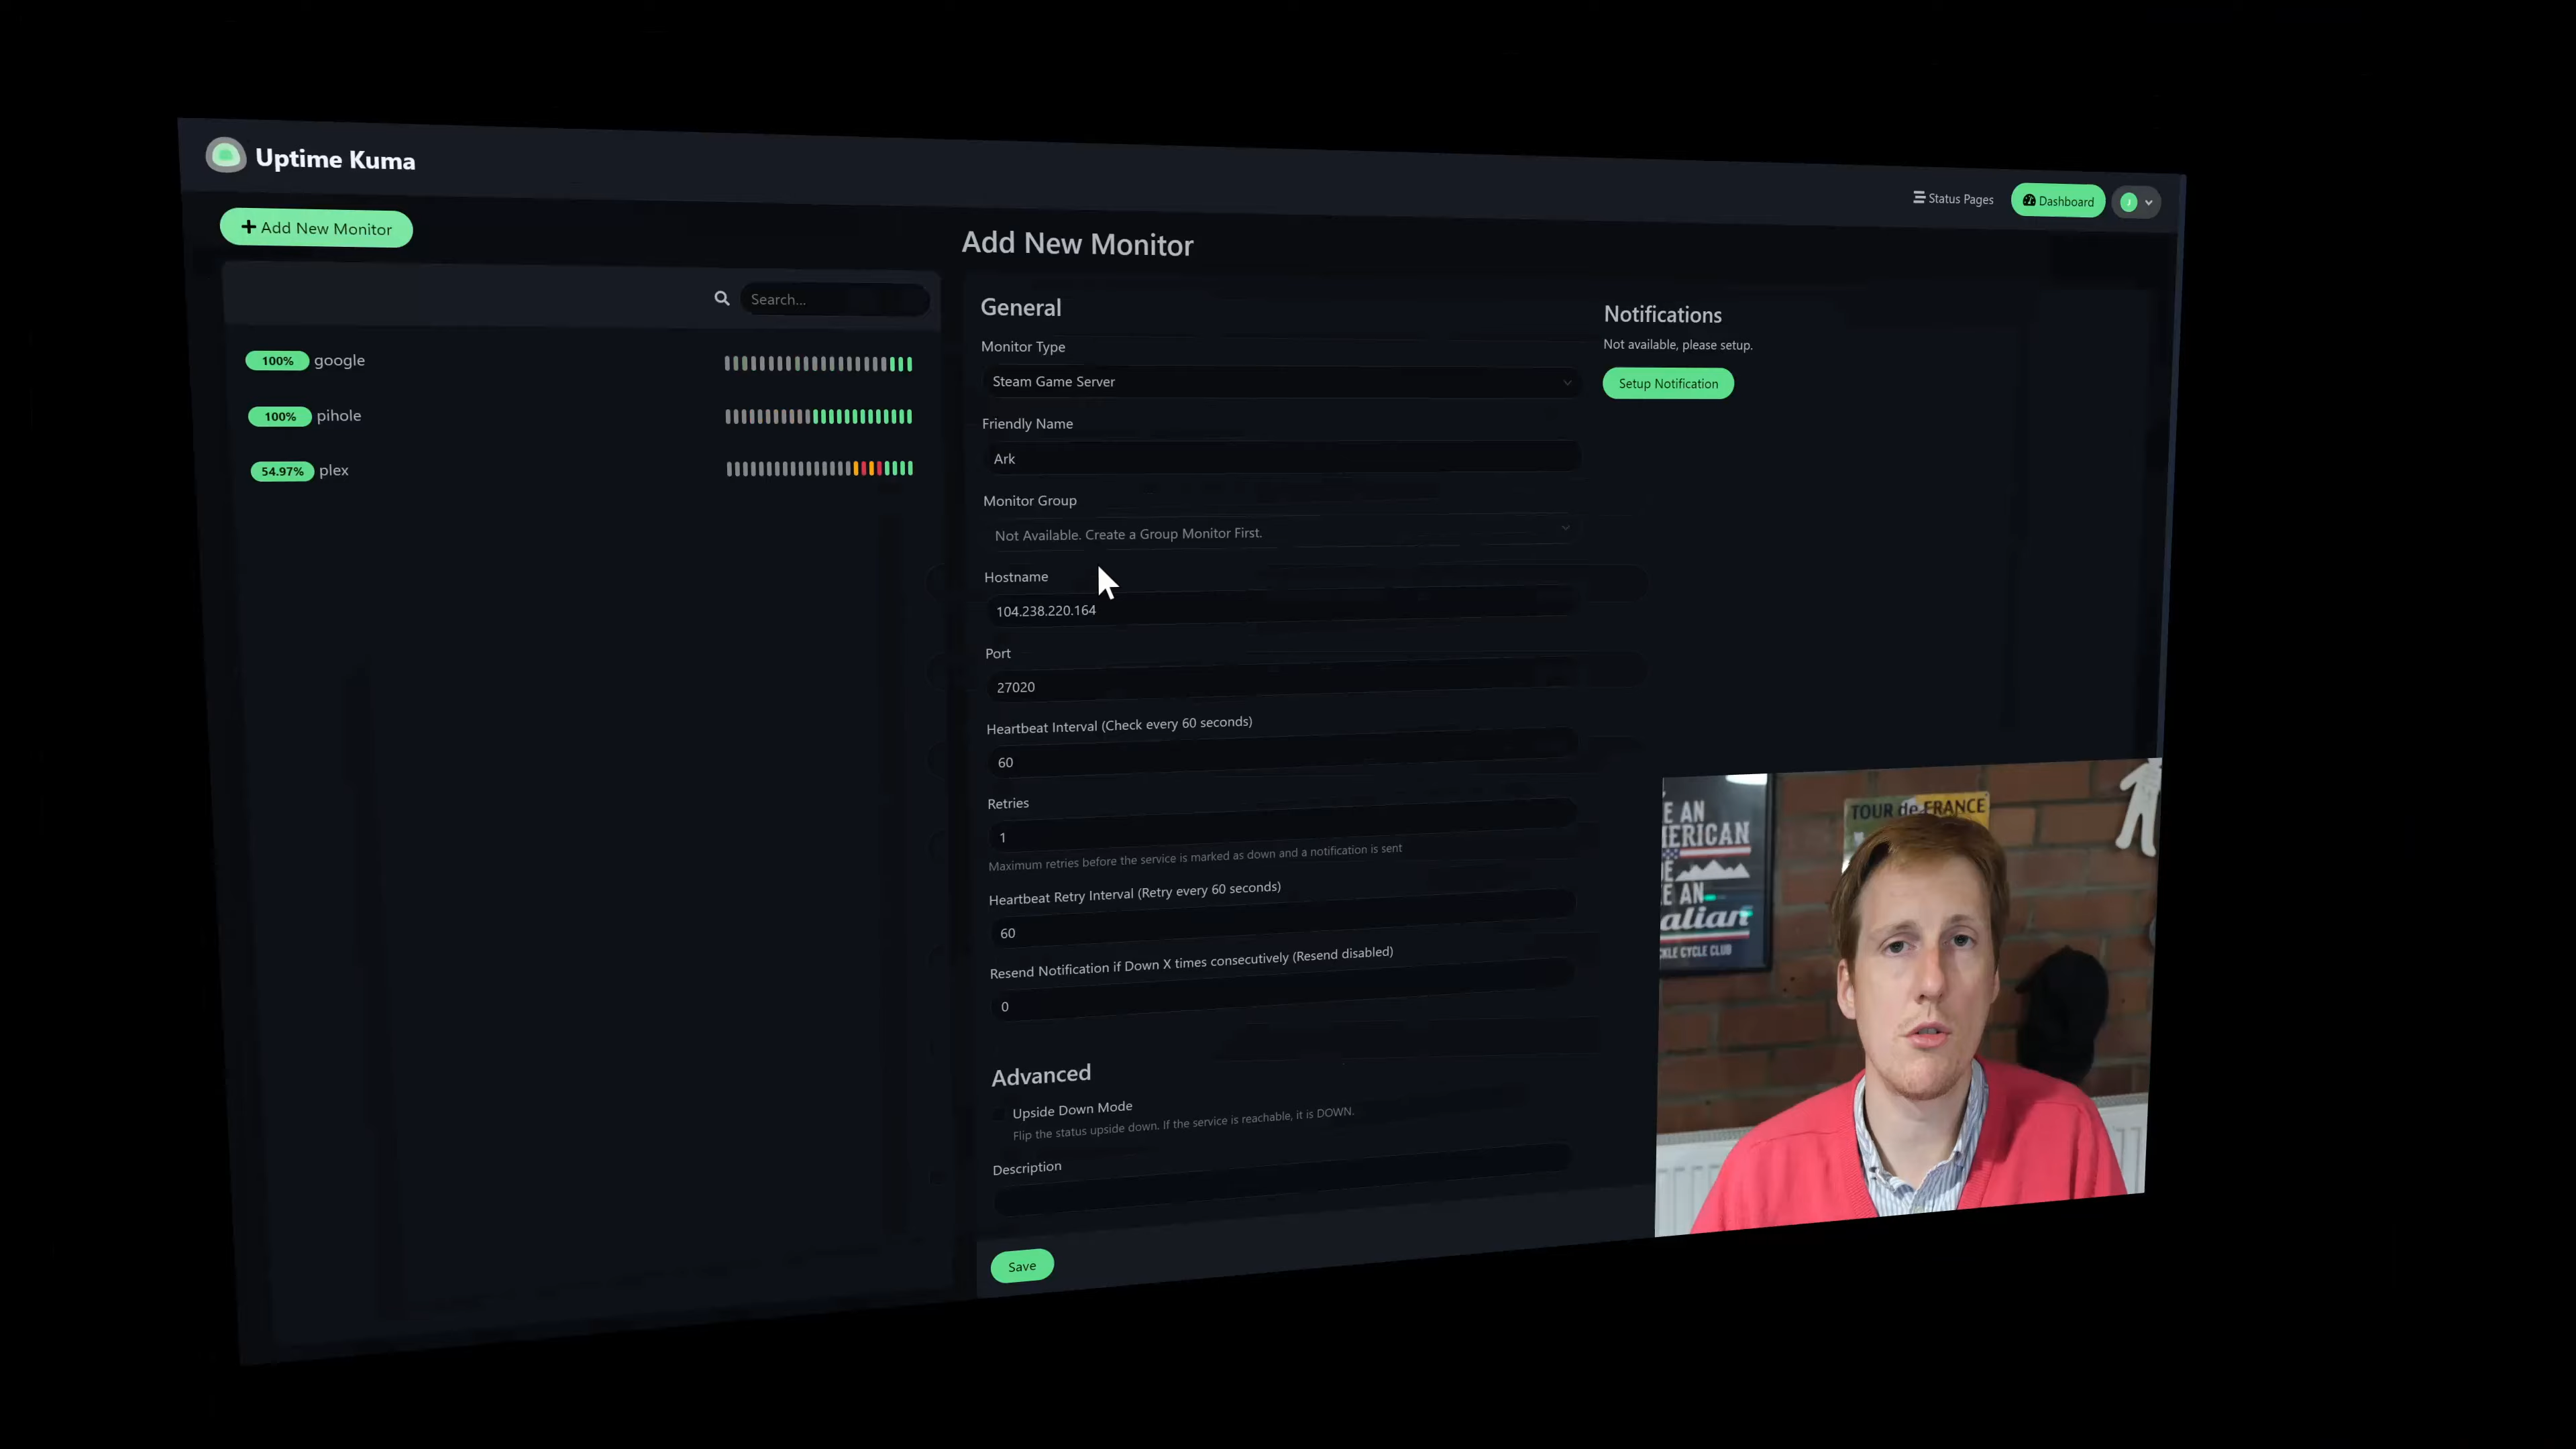 Uptime Kuma
Status Pages
Dashboard
Add New Monitor
Search...
100% google
100% pihole
54.97% plex
Add New Monitor
General
Monitor Type
Steam Game Server
Friendly Name
Ark
Monitor Group
Not Available. Create a Group Monitor First.
Hostname
104.238.220.164
Port
27020
Heartbeat Interval (Check every 60 seconds)
60
Retries
1
Maximum retries before the service is marked as down and a notification is sent
Heartbeat Retry Interval (Retry every 60 seconds)
60
Resend Notification if Down X times consecutively (Resend disabled)
0
Advanced
Upside Down Mode
Flip the status upside down. If the service is reachable, it is DOWN.
Description
Save
Notifications
Not available, please setup.
Setup Notification
TOUR de FRANCE
AN
AN
CYCLE CLUB